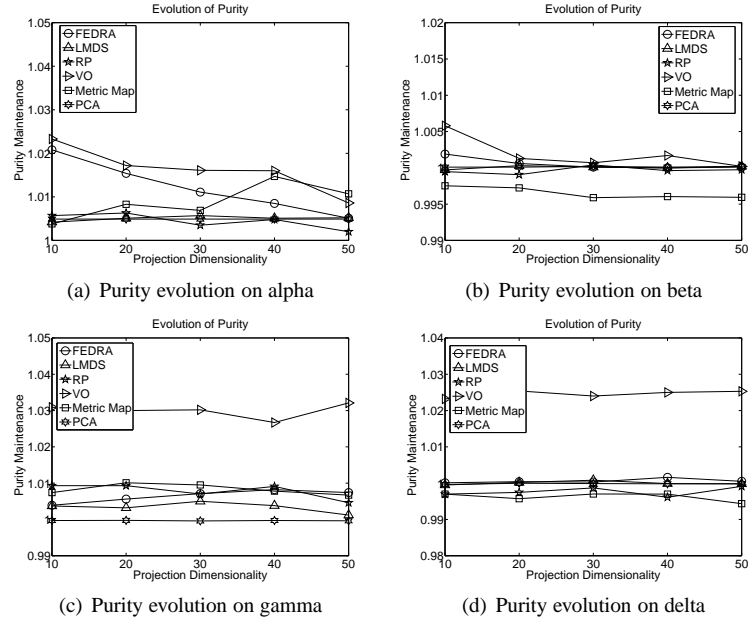 Evolution of Purity
1.05
1.04
1.03
1.02
1.01
1
10 20 30 40 50
Purity Maintenance
Projection Dimensionality
FEDRA
LMDS
RP
VO
Metric Map
PCA
(a) Purity evolution on alpha
Evolution of Purity
1.02
1.015
1.01
1.005
1
0.995
0.99
10 20 30 40 50
Purity Maintenance
Projection Dimensionality
FEDRA
LMDS
RP
VO
Metric Map
PCA
(b) Purity evolution on beta
Evolution of Purity
1.05
1.04
1.03
1.02
1.01
1
0.99
10 20 30 40 50
Purity Maintenance
Projection Dimensionality
FEDRA
LMDS
RP
VO
Metric Map
PCA
(c) Purity evolution on gamma
Evolution of Purity
1.04
1.03
1.02
1.01
1
0.99
0.98
10 20 30 40 50
Purity Maintenance
Projection Dimensionality
FEDRA
LMDS
RP
VO
Metric Map
PCA
(d) Purity evolution on delta